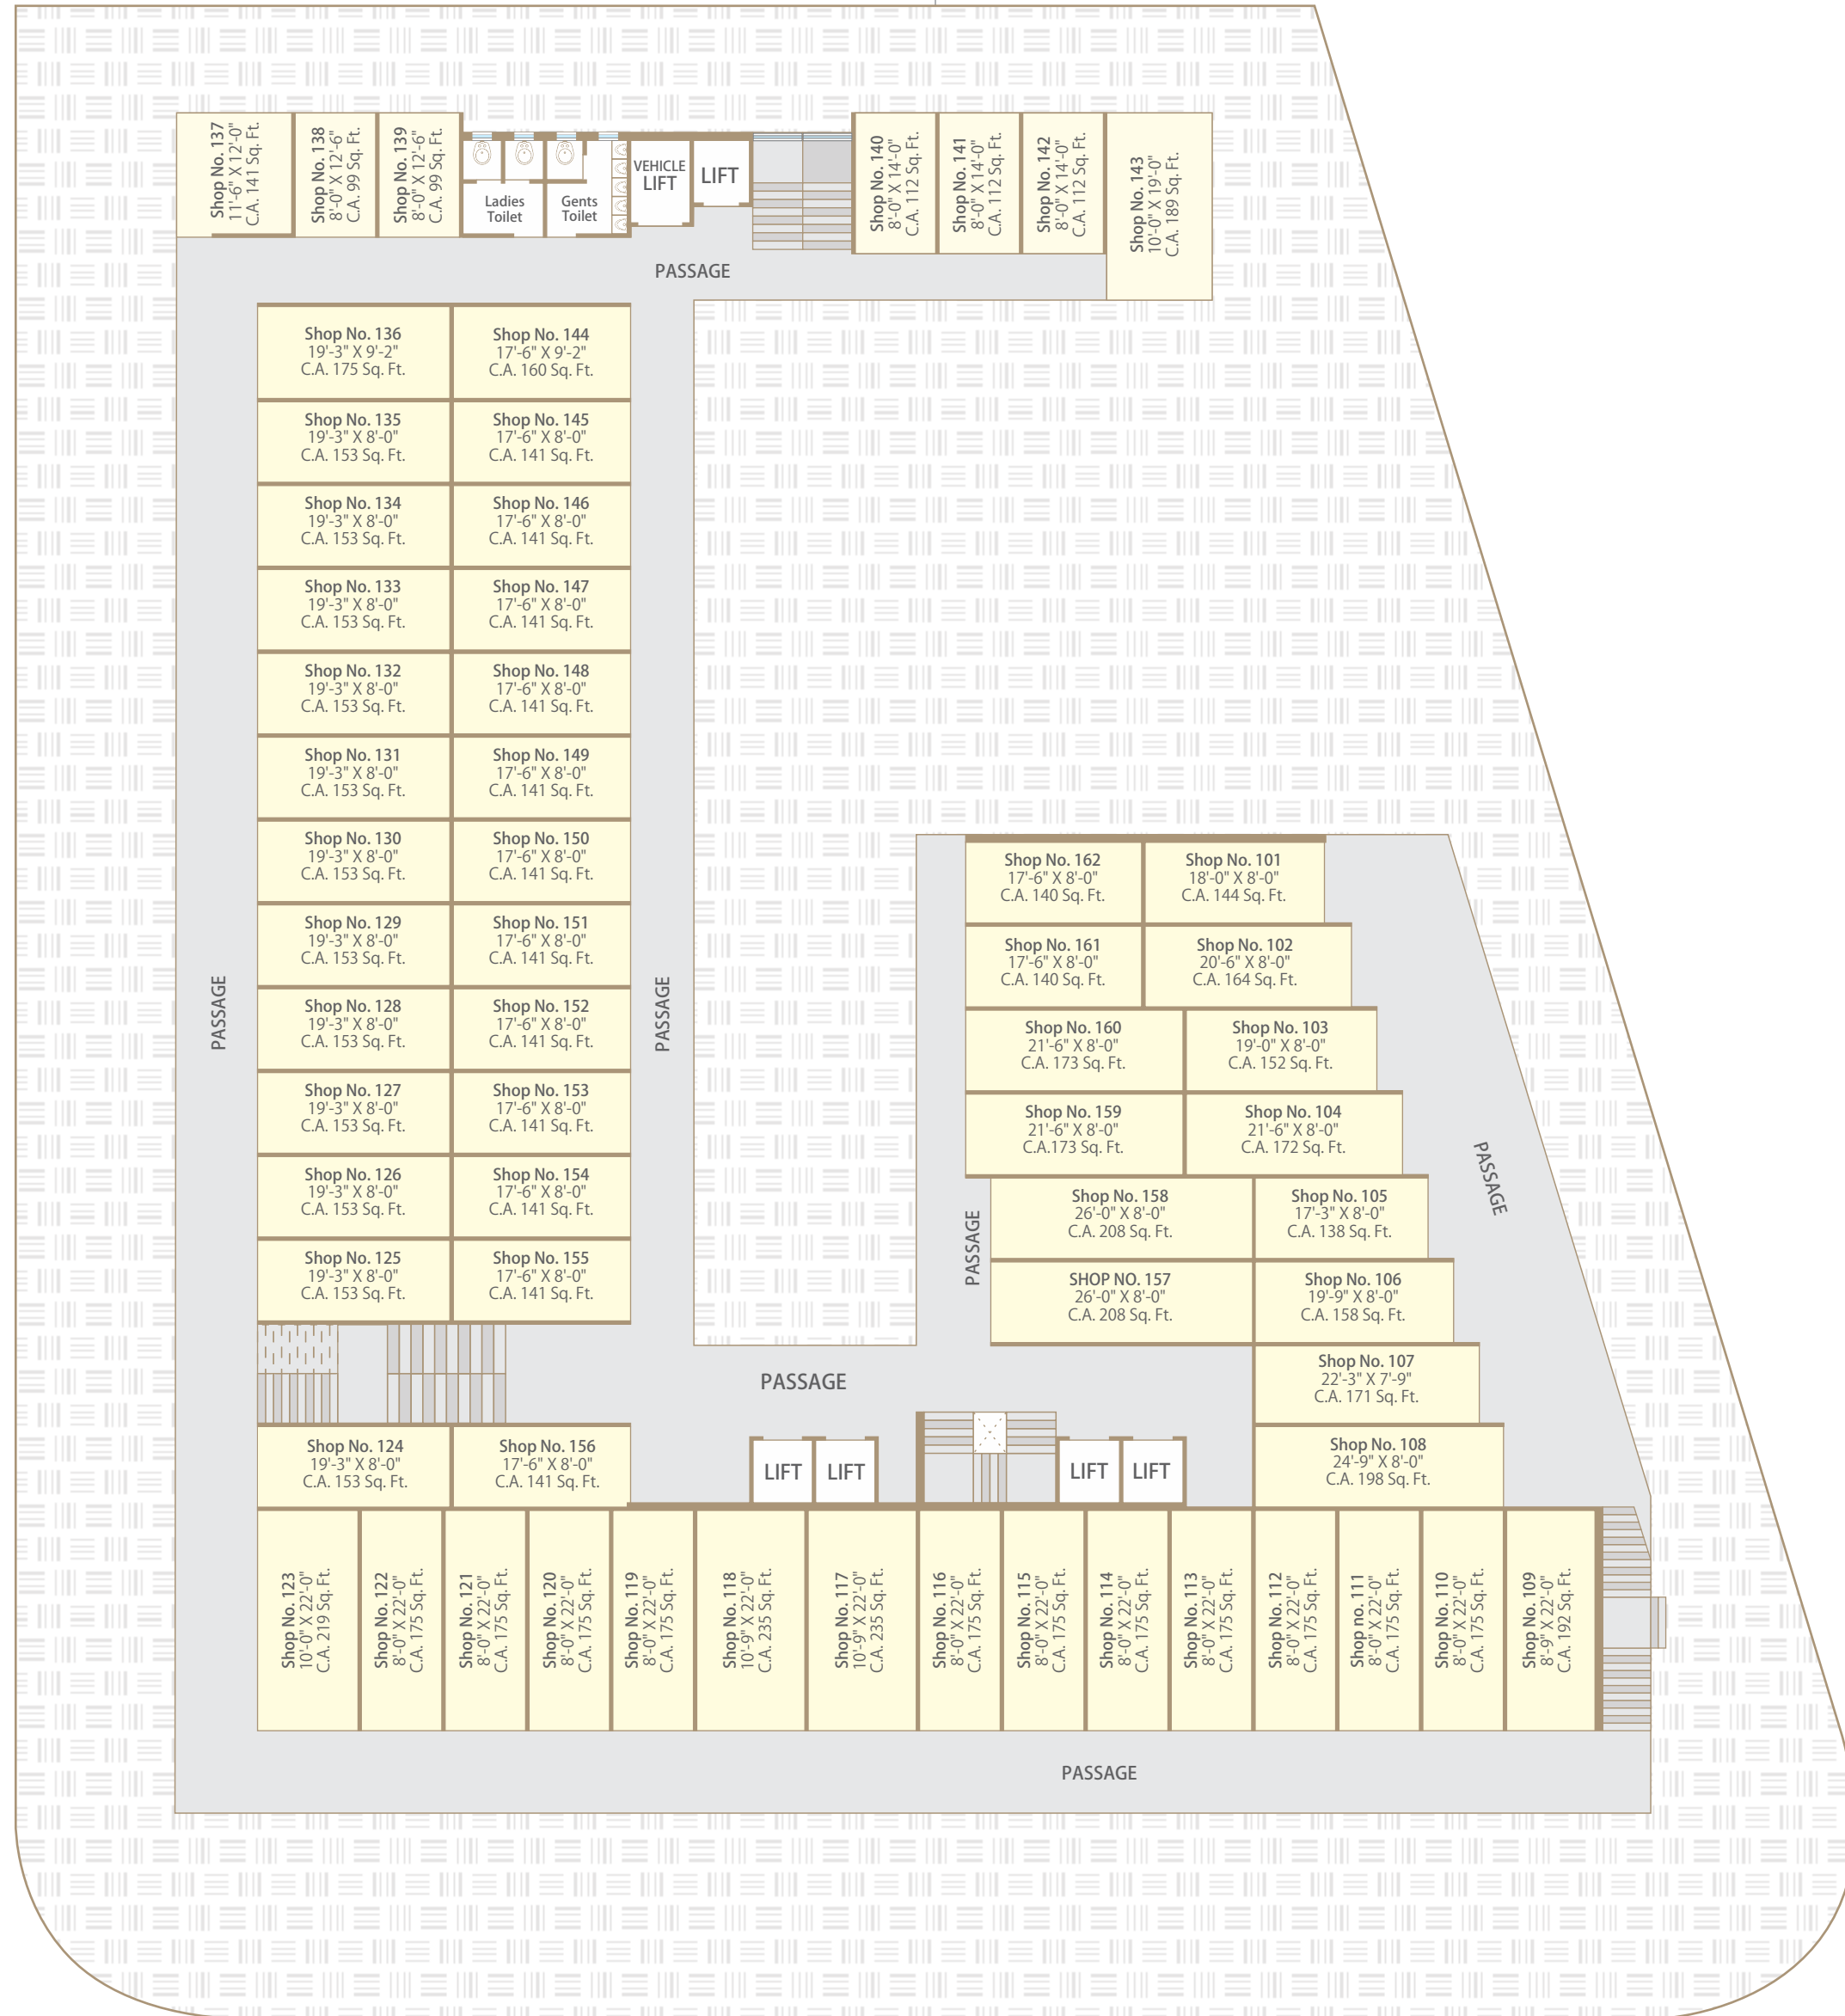 Shop No. 137
11'-6" X 12'-0"
C.A. 141 Sq. Ft.
Shop No. 138
8'-0" X 12'-6"
C.A. 99 Sq. Ft.
Shop No. 139
8'-0" X 12'-6"
C.A. 99 Sq. Ft.
Ladies
Toilet
Gents
Toilet
VEHICLE
LIFT
LIFT
Shop No. 140
8'-0" X 14'-0"
C.A. 112 Sq. Ft.
Shop No. 141
8'-0" X 14'-0"
C.A. 112 Sq. Ft.
Shop No. 142
8'-0" X 14'-0"
C.A. 112 Sq. Ft.
Shop No. 143
10'-0" X 19'-0"
C.A. 189 Sq. Ft.
PASSAGE
Shop No. 136
19'-3" X 9'-2"
C.A. 175 Sq. Ft.
Shop No. 144
17'-6" X 9'-2"
C.A. 160 Sq. Ft.
Shop No. 135
19'-3" X 8'-0"
C.A. 153 Sq. Ft.
Shop No. 145
17'-6" X 8'-0"
C.A. 141 Sq. Ft.
Shop No. 134
19'-3" X 8'-0"
C.A. 153 Sq. Ft.
Shop No. 146
17'-6" X 8'-0"
C.A. 141 Sq. Ft.
Shop No. 133
19'-3" X 8'-0"
C.A. 153 Sq. Ft.
Shop No. 147
17'-6" X 8'-0"
C.A. 141 Sq. Ft.
Shop No. 132
19'-3" X 8'-0"
C.A. 153 Sq. Ft.
Shop No. 148
17'-6" X 8'-0"
C.A. 141 Sq. Ft.
Shop No. 131
19'-3" X 8'-0"
C.A. 153 Sq. Ft.
Shop No. 149
17'-6" X 8'-0"
C.A. 141 Sq. Ft.
Shop No. 130
19'-3" X 8'-0"
C.A. 153 Sq. Ft.
Shop No. 150
17'-6" X 8'-0"
C.A. 141 Sq. Ft.
Shop No. 129
19'-3" X 8'-0"
C.A. 153 Sq. Ft.
Shop No. 151
17'-6" X 8'-0"
C.A. 141 Sq. Ft.
Shop No. 128
19'-3" X 8'-0"
C.A. 153 Sq. Ft.
Shop No. 152
17'-6" X 8'-0"
C.A. 141 Sq. Ft.
Shop No. 127
19'-3" X 8'-0"
C.A. 153 Sq. Ft.
Shop No. 153
17'-6" X 8'-0"
C.A. 141 Sq. Ft.
Shop No. 126
19'-3" X 8'-0"
C.A. 153 Sq. Ft.
Shop No. 154
17'-6" X 8'-0"
C.A. 141 Sq. Ft.
Shop No. 125
19'-3" X 8'-0"
C.A. 153 Sq. Ft.
Shop No. 155
17'-6" X 8'-0"
C.A. 141 Sq. Ft.
PASSAGE
PASSAGE
Shop No. 162
17'-6" X 8'-0"
C.A. 140 Sq. Ft.
Shop No. 101
18'-0" X 8'-0"
C.A. 144 Sq. Ft.
Shop No. 161
17'-6" X 8'-0"
C.A. 140 Sq. Ft.
Shop No. 102
20'-6" X 8'-0"
C.A. 164 Sq. Ft.
Shop No. 160
21'-6" X 8'-0"
C.A. 173 Sq. Ft.
Shop No. 103
19'-0" X 8'-0"
C.A. 152 Sq. Ft.
Shop No. 159
21'-6" X 8'-0"
C.A.173 Sq. Ft.
Shop No. 104
21'-6" X 8'-0"
C.A. 172 Sq. Ft.
Shop No. 158
26'-0" X 8'-0"
C.A. 208 Sq. Ft.
Shop No. 105
17'-3" X 8'-0"
C.A. 138 Sq. Ft.
SHOP NO. 157
26'-0" X 8'-0"
C.A. 208 Sq. Ft.
Shop No. 106
19'-9" X 8'-0"
C.A. 158 Sq. Ft.
PASSAGE
PASSAGE
PASSAGE
Shop No. 107
22'-3" X 7'-9"
C.A. 171 Sq. Ft.
Shop No. 108
24'-9" X 8'-0"
C.A. 198 Sq. Ft.
Shop No. 124
19'-3" X 8'-0"
C.A. 153 Sq. Ft.
Shop No. 156
17'-6" X 8'-0"
C.A. 141 Sq. Ft.
LIFT
LIFT
LIFT
LIFT
Shop No. 123
10'-0" X 22'-0"
C.A. 219 Sq. Ft.
Shop No. 122
8'-0" X 22'-0"
C.A. 1775 Sq. Ft.
Shop No. 121
8'-0" X 22'-0"
C.A. 1775 Sq. Ft.
Shop No. 120
8'-0" X 22'-0"
C.A. 1775 Sq. Ft.
Shop No. 119
8'-0" X 22'-0"
C.A. 1775 Sq. Ft.
Shop No. 118
10'-9" X 22'-0"
C.A. 2335 Sq. Ft.
Shop No. 117
10'-9" X 22'-0
C.A. 2335 Sq. Ft.
Shop No. 116
8'-0" X 22'-0"
C.A. 1775 Sq. Ft.
Shop No. 115
8'-0" X 22'-0"
C.A. 1775 Sq. Ft.
Shop No. 114
8'-0" X 22'-0"
C.A. 1775 Sq. Ft.
Shop No. 113
8'-0" X 22'-0"
C.A. 1775 Sq. Ft.
Shop No. 112
8'-0" X 22'-0"
C.A. 1775 Sq. Ft.
Shop no. 111
8'-0" X 22'-0"
C.A. 1775 Sq. Ft.
Shop No. 110
8'-0" X 22'-0"
C.A. 1775 Sq. Ft.
Shop No. 109
8'-9" X 22'-0"
C.A. 1922 Sq. Ft.
PASSAGE